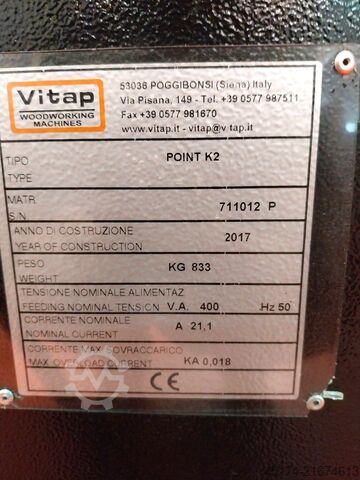 Vitap
WOODWORKING
MACHINES
53036 POGGIBONSI (Siena) Italy
Via Pisana, 149 - Tel. +39 0577 987511
Fax +39 0577 981670
www.vitap.it - vitap@vitap.it
TIPO
TYPE
POINT K2
MATR.
S/N
711012 P
ANNO DI COSTRUZIONE
YEAR OF CONSTRUCTION
2017
PESO
WEIGHT
KG 833
TENSIONE NOMINALE ALIMENTAZ
FEEDING NOMINAL TENSION V.A. 400 Hz 50
CORRENTE NOMINALE
NOMINAL CURRENT
A 21,1
CORRENTE MAX SOVRACCARICO
MAX OVERLOAD CURRENT
KA 0,018
CE